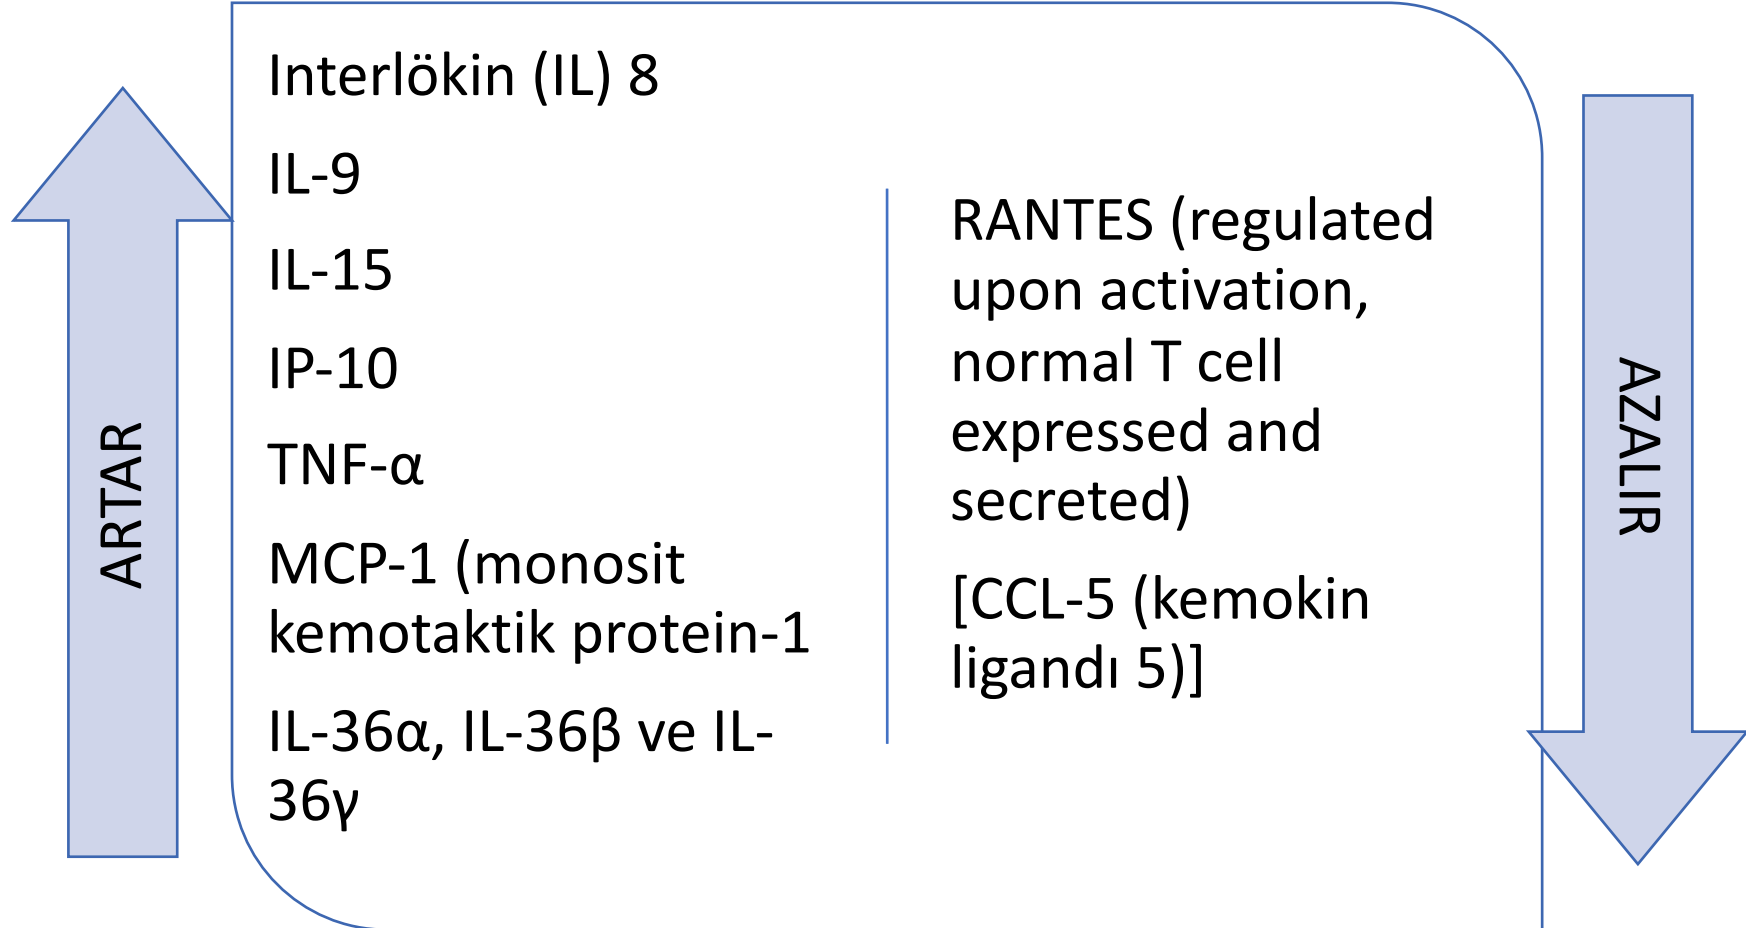 ARTAR
Interlökin (IL) 8
IL-9
IL-15
IP-10
TNF-α
MCP-1 (monosit
kemotaktik protein-1
IL-36α, IL-36β ve IL-
36γ
RANTES (regulated
upon activation,
normal T cell
expressed and
secreted)
[CCL-5 (kemokin
ligandı 5)]
AZALIR